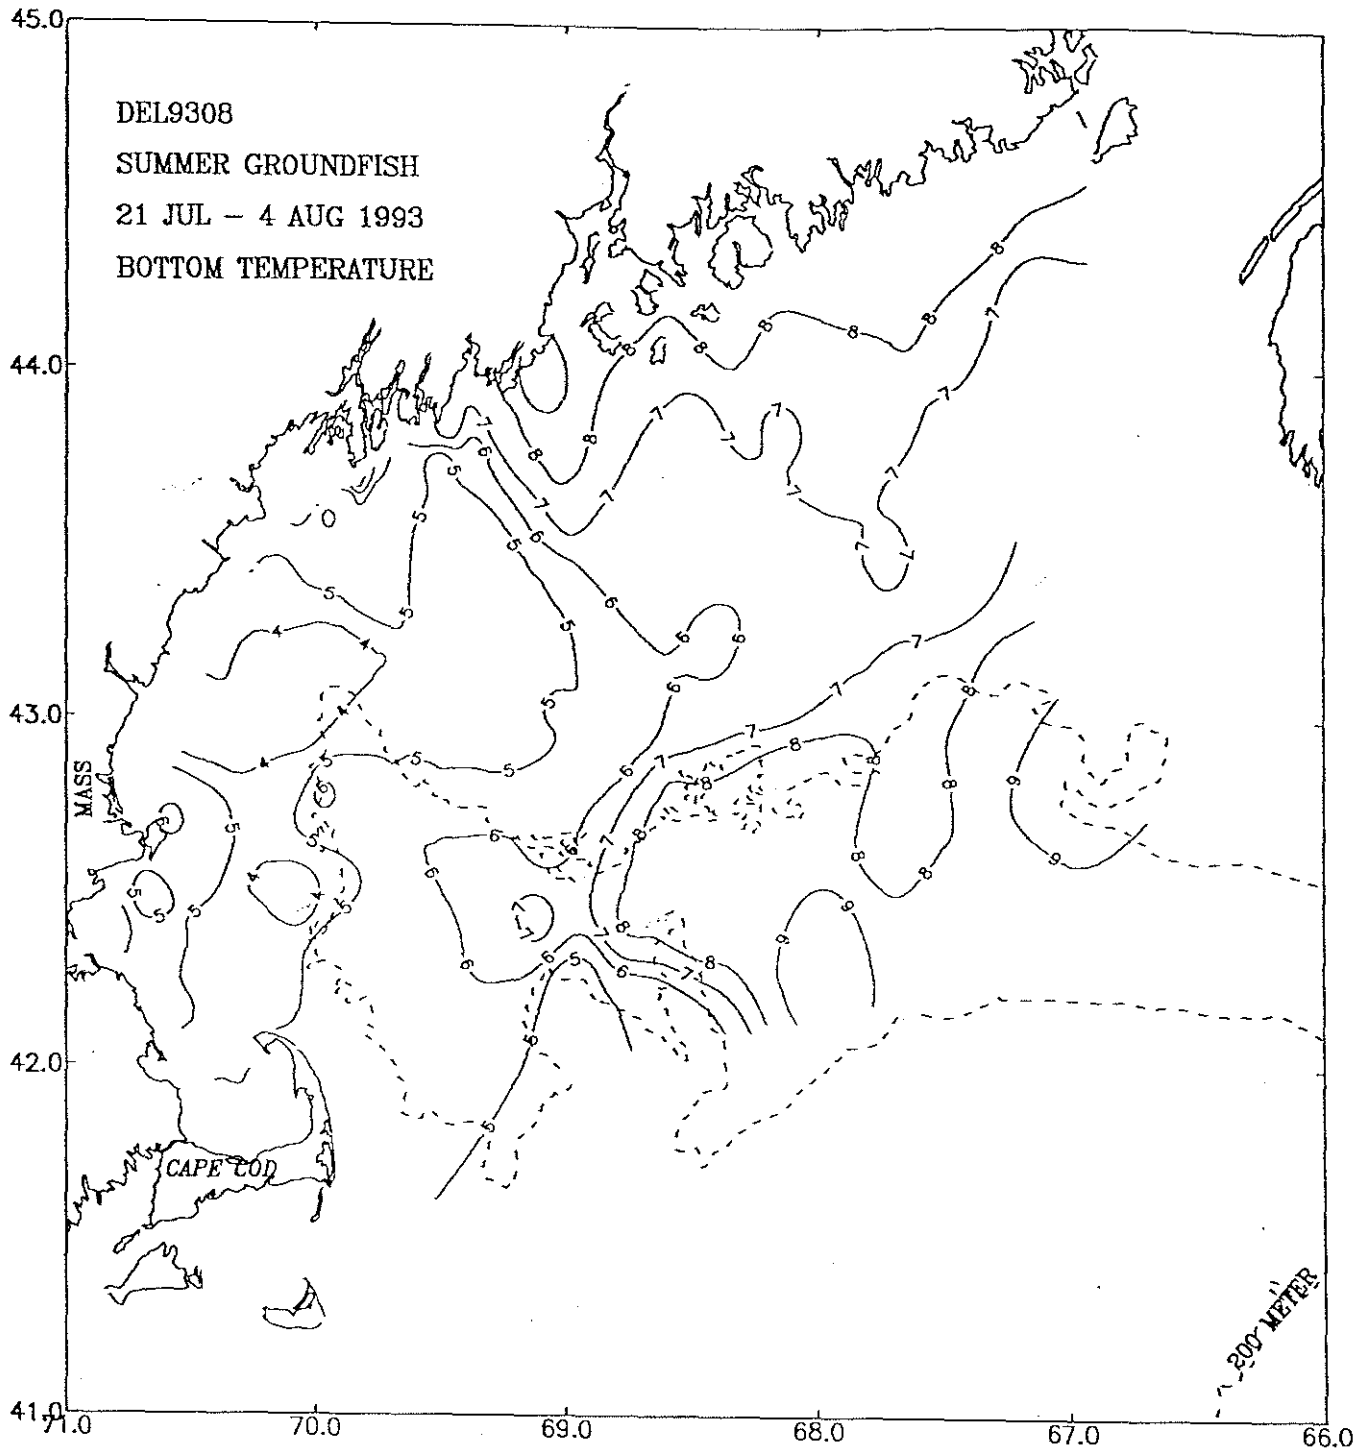 45.0
DEL9308
SUMMER GROUNDFISH
21 JUL – 4 AUG 1993
BOTTOM TEMPERATURE
44.0
43.0
MASS
42.0
CAPE COD
200 METER
41.0
71.0 70.0 69.0 68.0 67.0 66.0